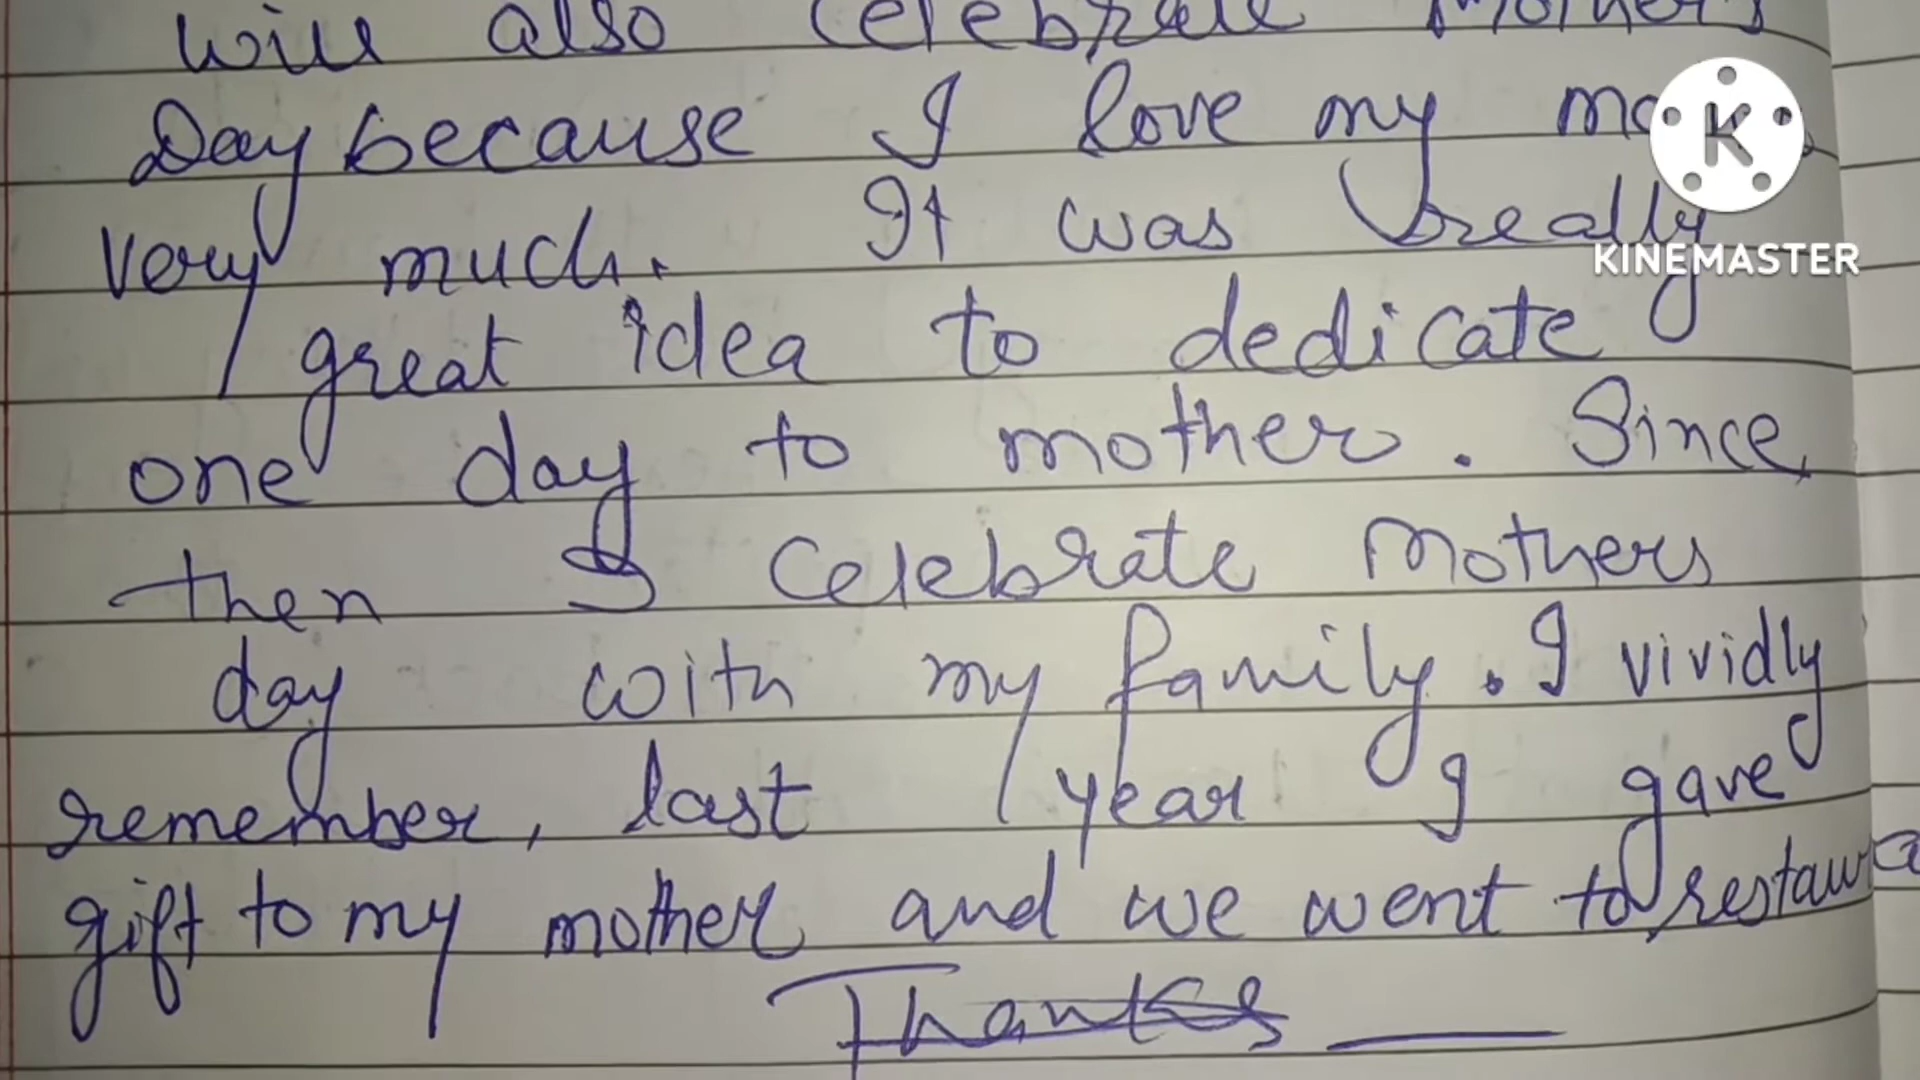 will also celebrate Mothers
Day because I love my
very much. It was really
great idea to dedicate
one day to mother. Since,
then I celebrate Mothers
day with my family. I vividly
remember, last year I gave
gift to my mother and we went to restaura
Thanks
K
KINEMASTER